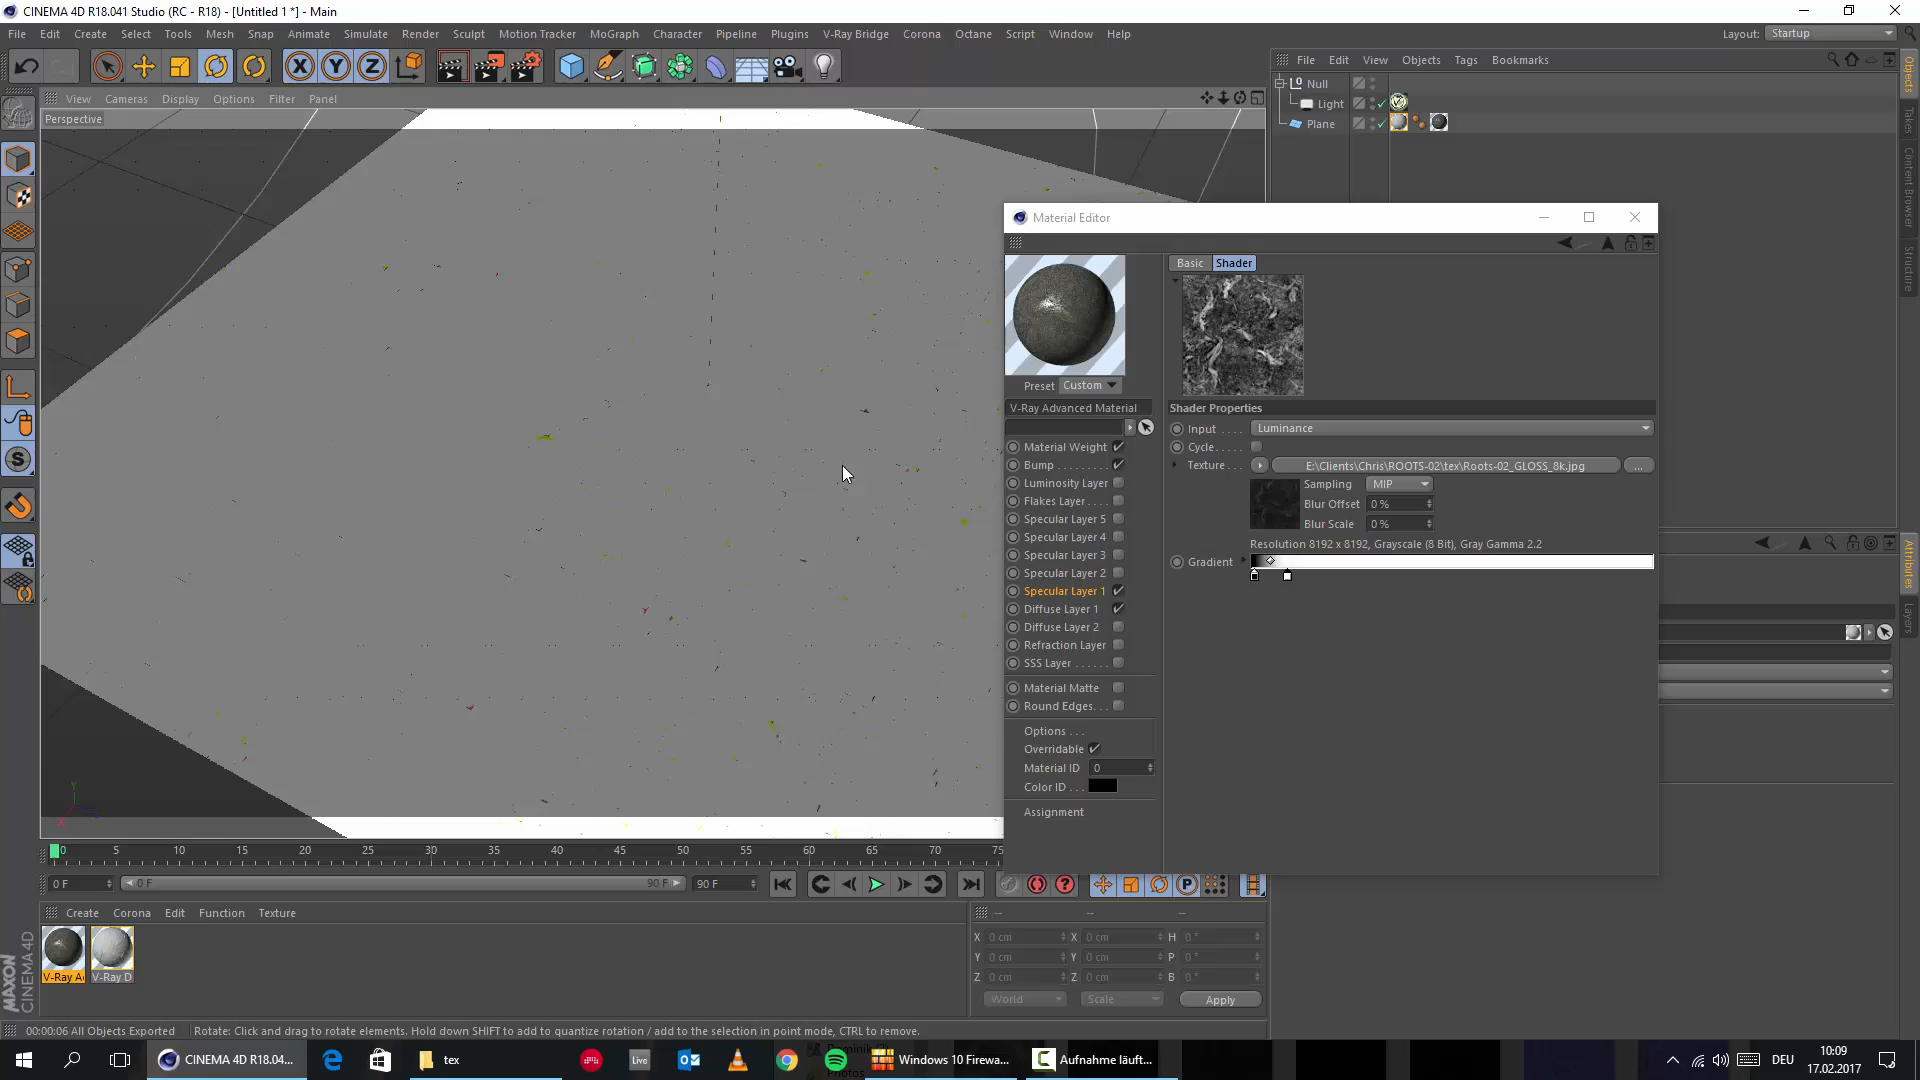 CINEMA 4D R18.041 Studio (RC - R18) - [Untitled 1 *] - Main
File Edit Create Select Tools Mesh Snap Animate Simulate Render Sculpt Motion Tracker MoGraph Character Pipeline Plugins V-Ray Bridge Corona Octane Script Window Help Layout: Startup
X Y Z
File Edit View Objects Tags Bookmarks
View Cameras Display Options Filter Panel
Perspective
Null
Light
Plane
Objects
Takes
Content Browser
Structure
Material Editor
Basic Shader
Preset Custom
V-Ray Advanced Material
Material Weight
Bump . . . . . . . . .
Luminosity Layer
Flakes Layer . . . .
Specular Layer 5
Specular Layer 4
Specular Layer 3
Specular Layer 2
Specular Layer 1
Diffuse Layer 1
Diffuse Layer 2
Refraction Layer
SSS Layer . . . . . .
Material Matte
Round Edges. . .
Options . . .
Overridable
Material ID 0
Color ID . . .
Assignment
Shader Properties
Input . . . . Luminance
Cycle. . . . .
Texture . . . E:\Clients\Chris\ROOTS-02\tex\Roots-02_GLOSS_8k.jpg ...
Sampling MIP
Blur Offset 0 %
Blur Scale 0 %
Resolution 8192 x 8192, Grayscale (8 Bit), Gray Gamma 2.2
Gradient
Attributes
Layers
Y
X
0 5 10 15 20 25 30 35 40 45 50 55 60 65 70 75
0 F 0 F 90 F 90 F
P
Create Corona Edit Function Texture
-- -- --
V-Ray A
V-Ray D
X 0 cm X 0 cm H 0 °
Y 0 cm Y 0 cm P 0 °
Z 0 cm Z 0 cm B 0 °
World Scale Apply
MAXON
CINEMA 4D
00:00:06 All Objects Exported Rotate: Click and drag to rotate elements. Hold down SHIFT to add to quantize rotation / add to the selection in point mode, CTRL to remove.
CINEMA 4D R18.04... tex Live Windows 10 Firewa... Aufnahme läuft... DEU 10:09
17.02.2017